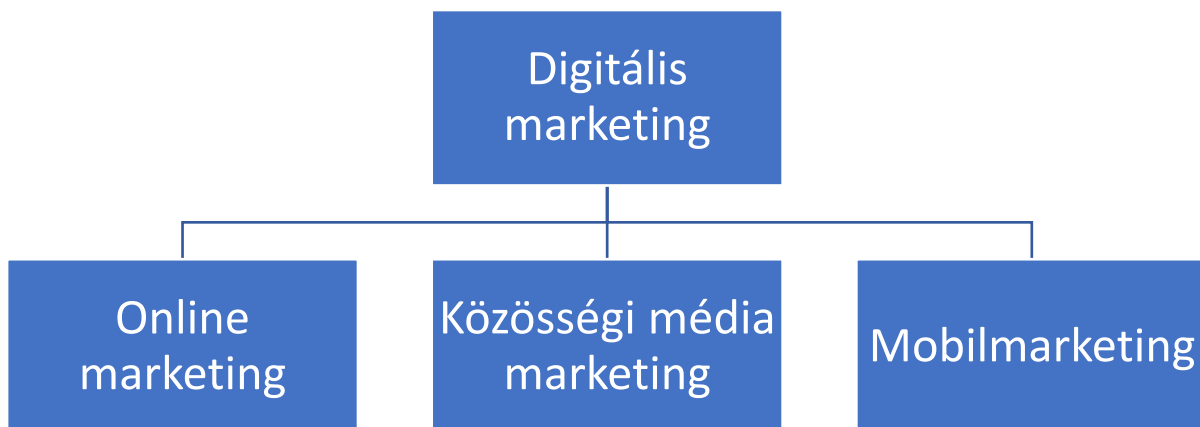 Digitális
marketing
Online
marketing
Közösségi média
marketing
Mobilmarketing